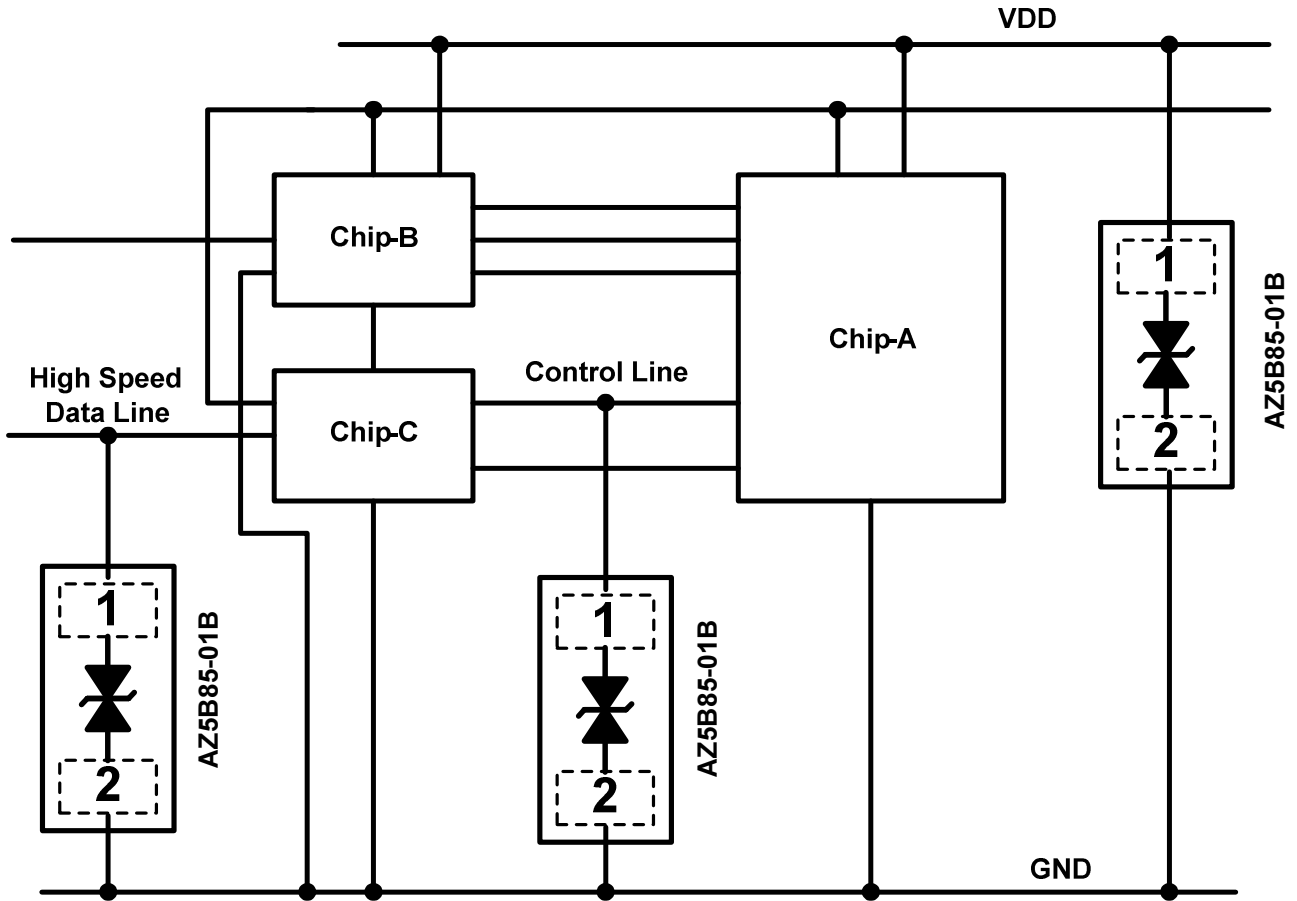 VDD
Chip-B
Chip-A
1
2
AZ5B85-01B
High Speed
Data Line
Control Line
Chip-C
1
2
AZ5B85-01B
1
2
AZ5B85-01B
GND